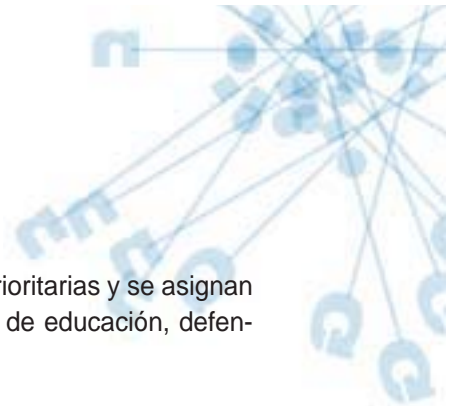 rioritarias y se asignan
de educación, defen-